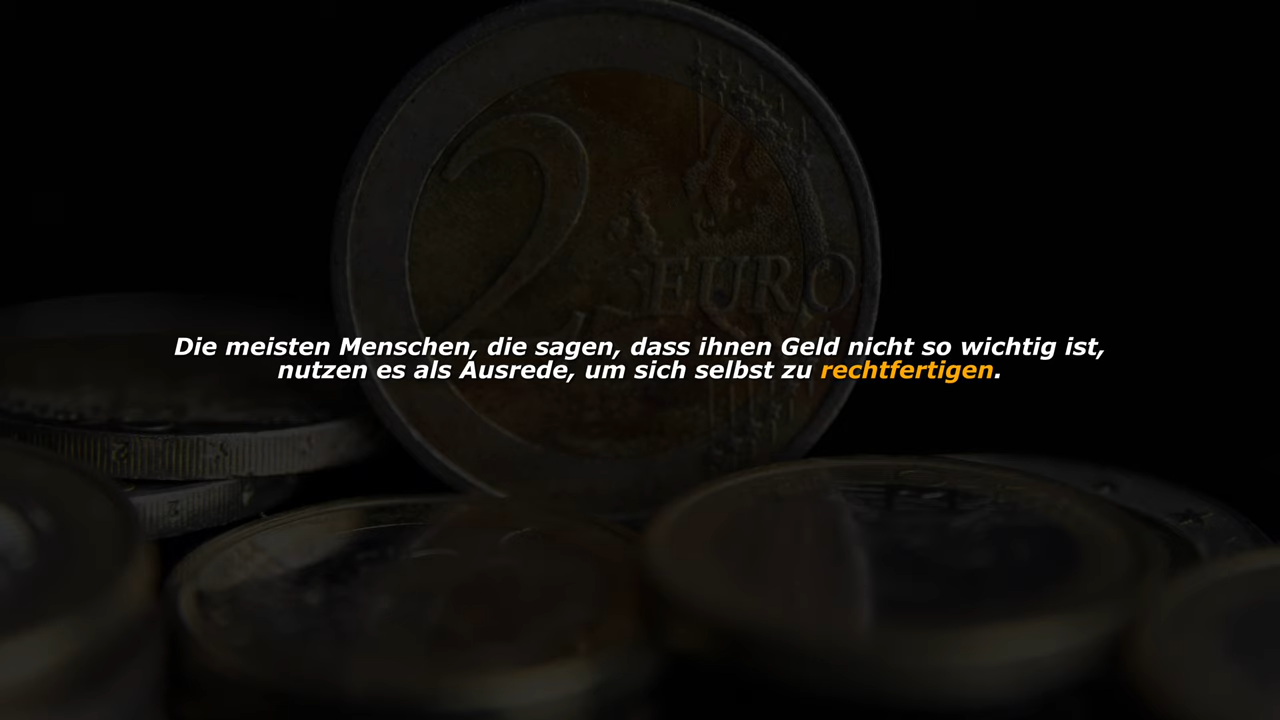 2 EURO
Die meisten Menschen, die sagen, dass ihnen Geld nicht so wichtig ist,
nutzen es als Ausrede, um sich selbst zu rechtfertigen.